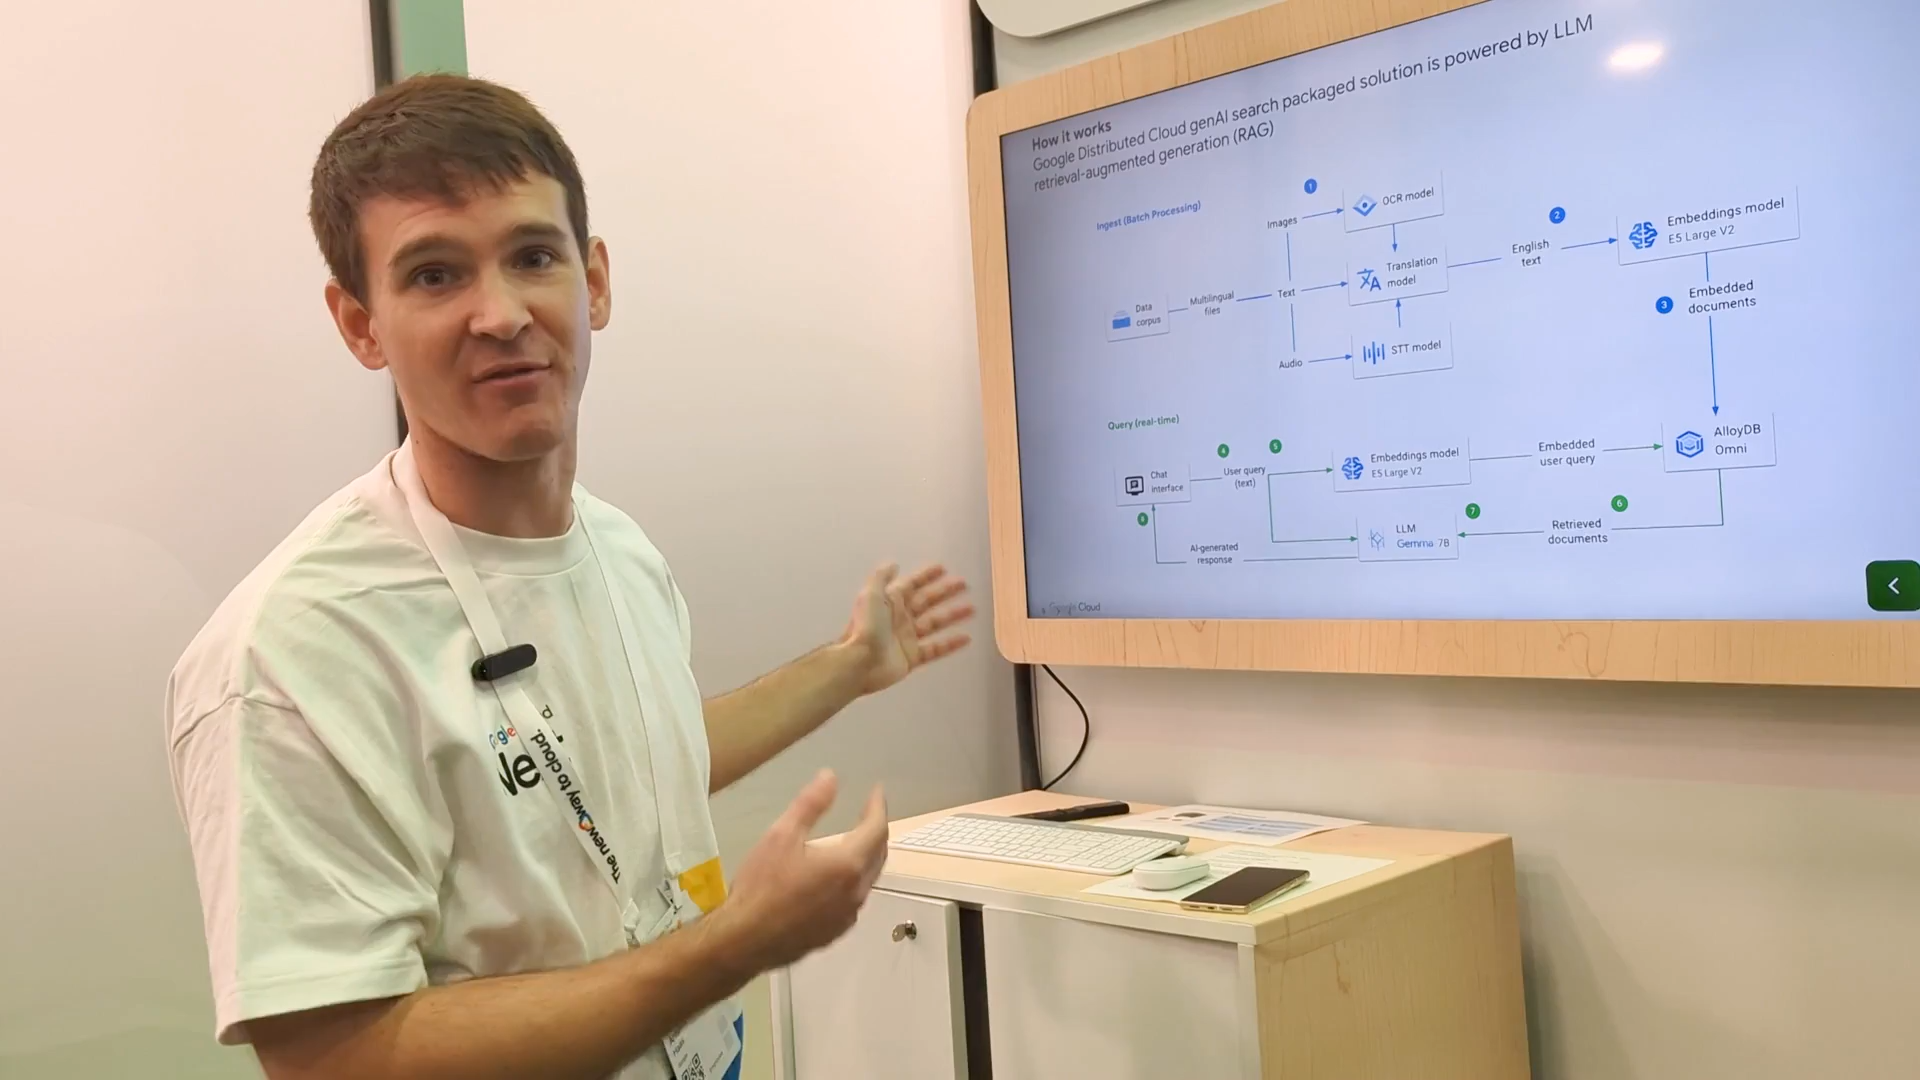 How it works
Google Distributed Cloud genAI search packaged solution is powered by LLM
retrieval-augmented generation (RAG)
Ingest (Batch Processing)
1
Images
OCR model
2
English
text
Embeddings model
E5 Large V2
Data
corpus
Multilingual
files
Text
Translation
model
3
Embedded
documents
Audio
STT model
Query (real-time)
Chat
interface
4
User query
(text)
5
Embeddings model
E5 Large V2
Embedded
user query
AlloyDB
Omni
8
AI-generated
response
LLM
Gemma 7B
7
Retrieved
documents
6
Google Cloud
The new way to cloud.